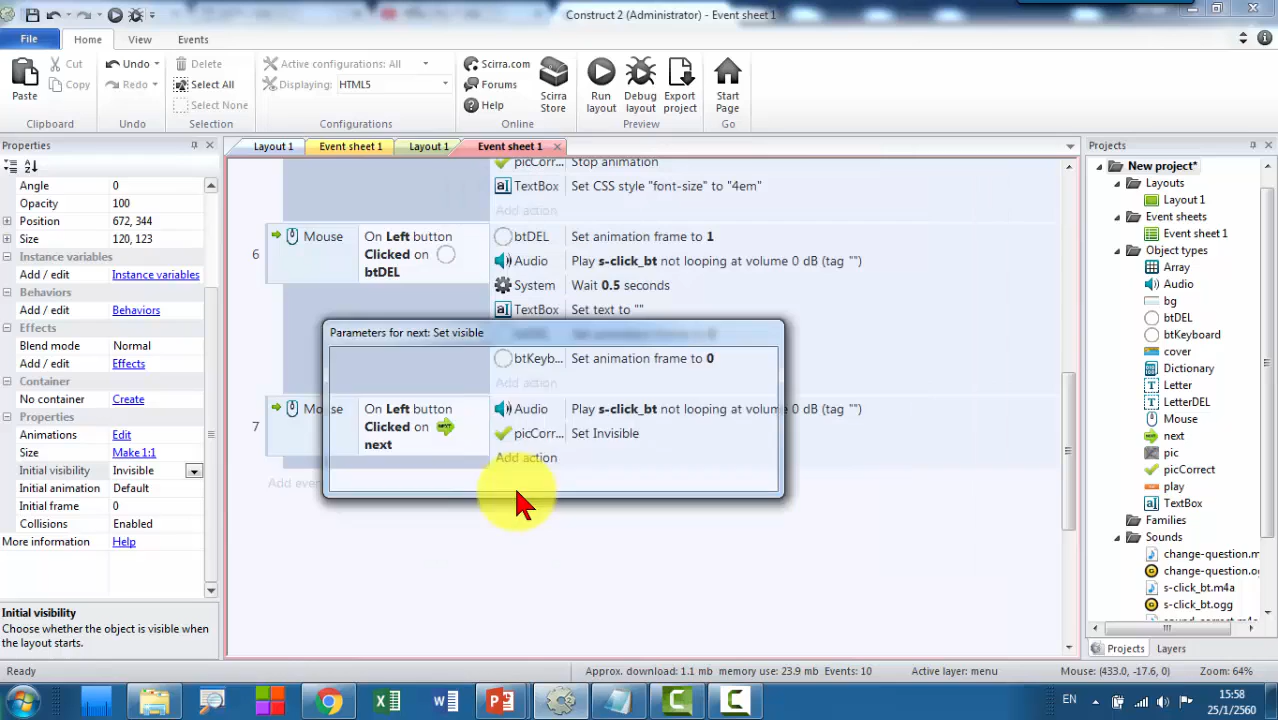 Construct 2 (Administrator) - Event sheet 1
File Home View Events
Paste Cut Copy
Undo Redo
Delete Select All Select None
Active configurations: All
Displaying: HTML5
Scirra.com Forums Help
Scirra Store
Run layout
Debug layout
Export project
Start Page
Clipboard Undo Selection Configurations Online Preview Go
Properties
Layout 1 Event sheet 1 Layout 1 Event sheet 1
Projects
Angle 0
Opacity 100
Position 672, 344
Size 120, 123
Instance variables
Add / edit Instance variables
Behaviors
Add / edit Behaviors
Effects
Blend mode Normal
Add / edit Effects
Container
No container Create
Properties
Animations Edit
Size Make 1:1
Initial visibility Invisible
Initial animation Default
Initial frame 0
Collisions Enabled
More information Help
Initial visibility
Choose whether the object is visible when the layout starts.
picCorr... Stop animation
TextBox Set CSS style "font-size" to "4em"
Add action
6 Mouse On Left button Clicked on btDEL
btDEL Set animation frame to 1
Audio Play s-click_bt not looping at volume 0 dB (tag "")
System Wait 0.5 seconds
TextBox Set text to ""
Parameters for next: Set visible
btKeyb... Set animation frame to 0
Add action
7 Mouse On Left button Clicked on next
Audio Play s-click_bt not looping at volume 0 dB (tag "")
picCorr... Set Invisible
Add action
New project*
Layouts
Layout 1
Event sheets
Event sheet 1
Object types
Array
Audio
bg
btDEL
btKeyboard
cover
Dictionary
Letter
LetterDEL
Mouse
next
pic
picCorrect
play
TextBox
Families
Sounds
change-question.m
change-question.og
s-click_bt.m4a
s-click_bt.ogg
Projects Layers
Ready
Approx. download: 1.1 mb memory use: 23.9 mb Events: 10
Active layer: menu
Mouse: (433.0, -17.6, 0)
Zoom: 64%
EN
15:58
25/1/2560